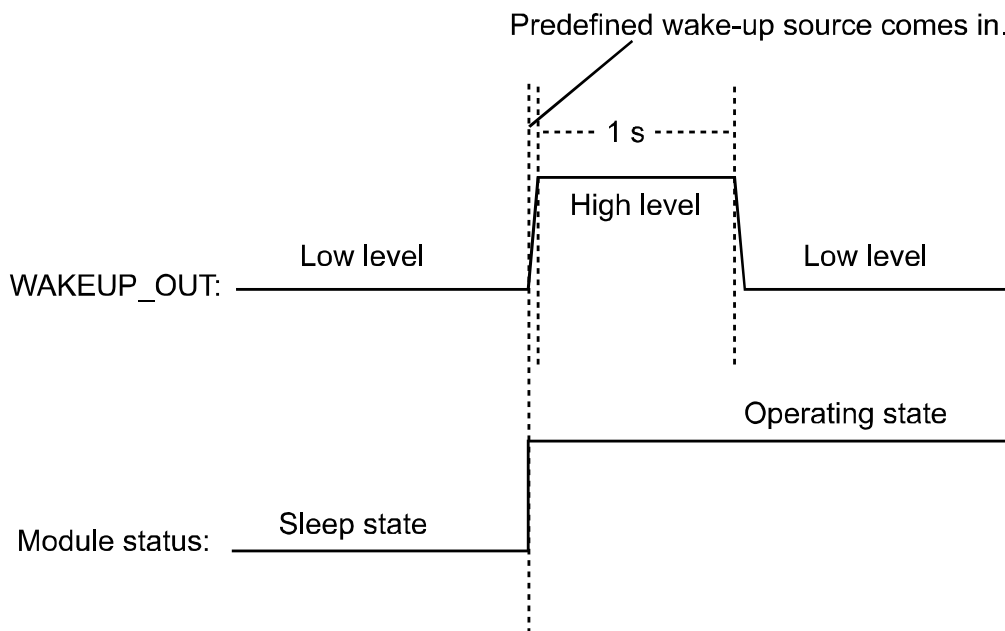 Predefined wake-up source comes in.
1 s
High level
Low level
Low level
WAKEUP_OUT:
Operating state
Sleep state
Module status: